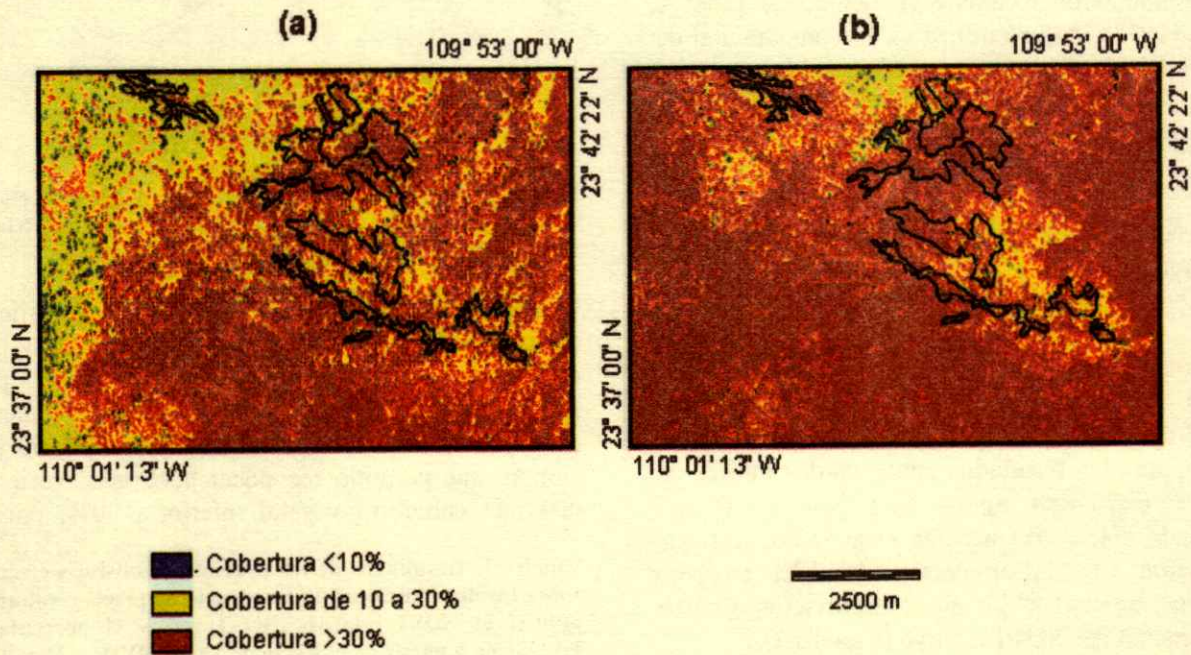 (a)
(b)
109° 53' 00" W
109° 53' 00" W
23° 42' 22" N
23° 42' 22" N
23° 37' 00" N
23° 37' 00" N
110° 01' 13" W
110° 01' 13" W
Cobertura <10%
Cobertura de 10 a 30%
Cobertura >30%
2500 m